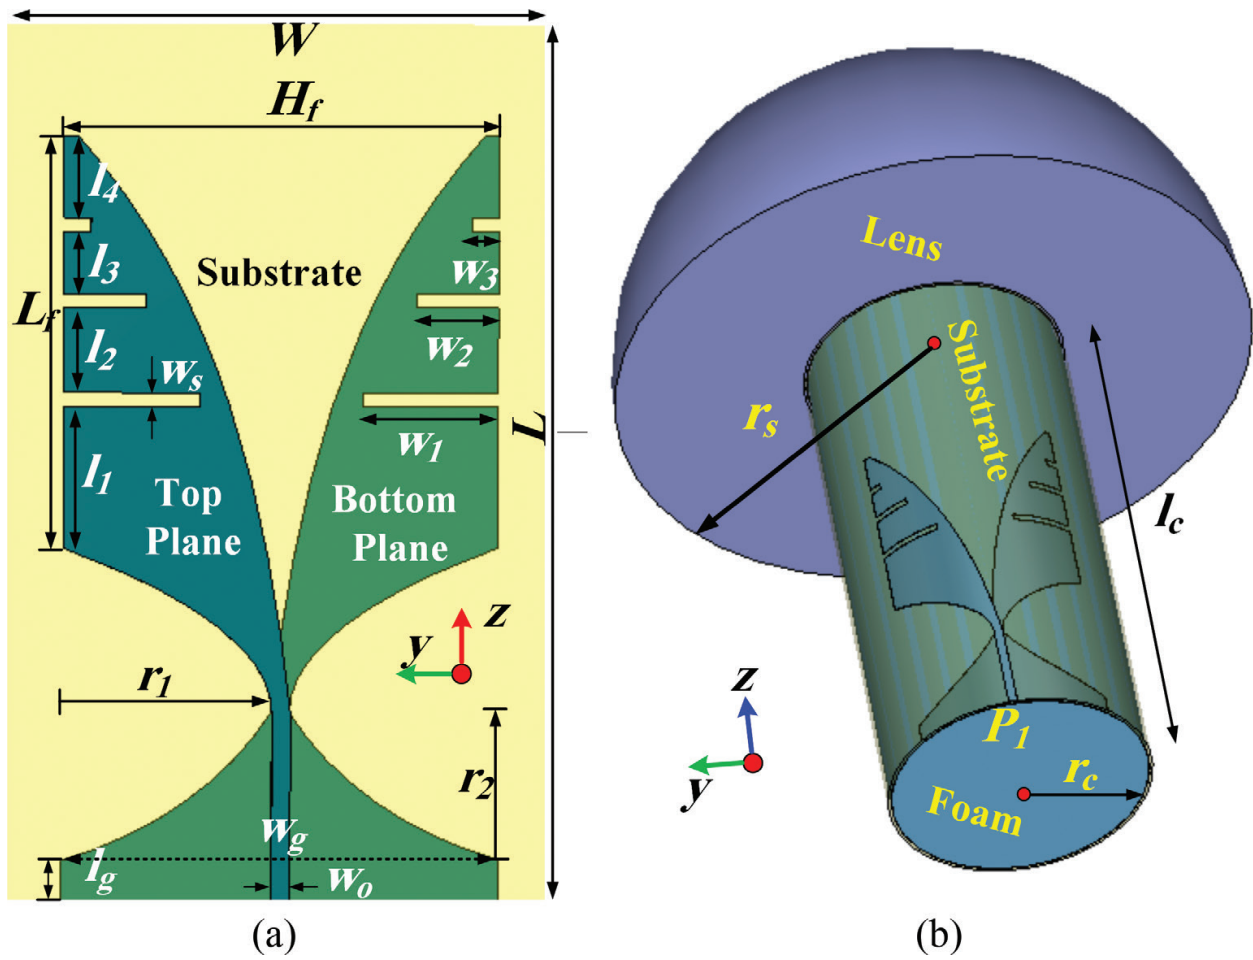 W
H_f
l_4
l_3
L_f
l_2
w_s
l_1
Substrate
w_3
w_2
w_1
L
Top
Plane
Bottom
Plane
z
y
r_1
r_2
w_g
l_g
w_o
(a)
Lens
Substrate
r_s
l_c
z
y
P_1
r_c
Foam
(b)